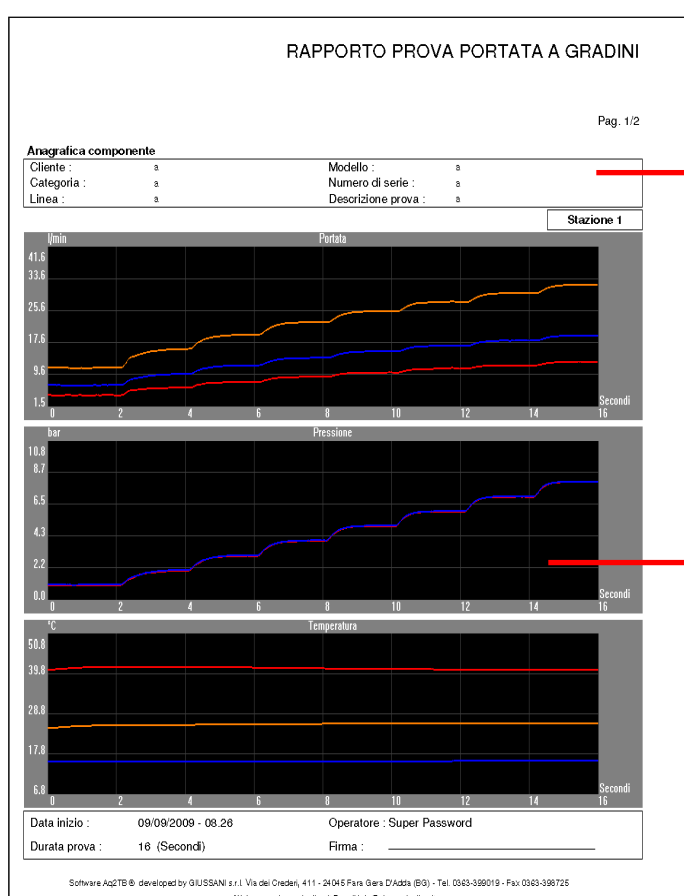 RAPPORTO PROVA PORTATA A GRADINI
Pag. 1/2
Anagrafica componente
Cliente : a Modello : a
Categoria : a Numero di serie : a
Linea : a Descrizione prova : a
Stazione 1
l/min Portata
41.6
33.6
25.6
17.6
9.6
1.5 Secondi
0 2 4 6 8 10 12 14 16
bar Pressione
10.8
8.7
6.5
4.3
2.2
0.0 Secondi
0 2 4 6 8 10 12 14 16
°C Temperatura
50.8
39.8
28.8
17.8
6.8 Secondi
0 2 4 6 8 10 12 14 16
Data inizio : 09/09/2009 - 08.26 Operatore : Super Password
Durata prova : 16 (Secondi) Firma :
Software Aq2TB ® developed by GIUSSANI s.r.l. Via dei Crederi, 411 - 24045 Fara Gera D'Adda (BG) - Tel. 0363-399019 - Fax 0363-398725